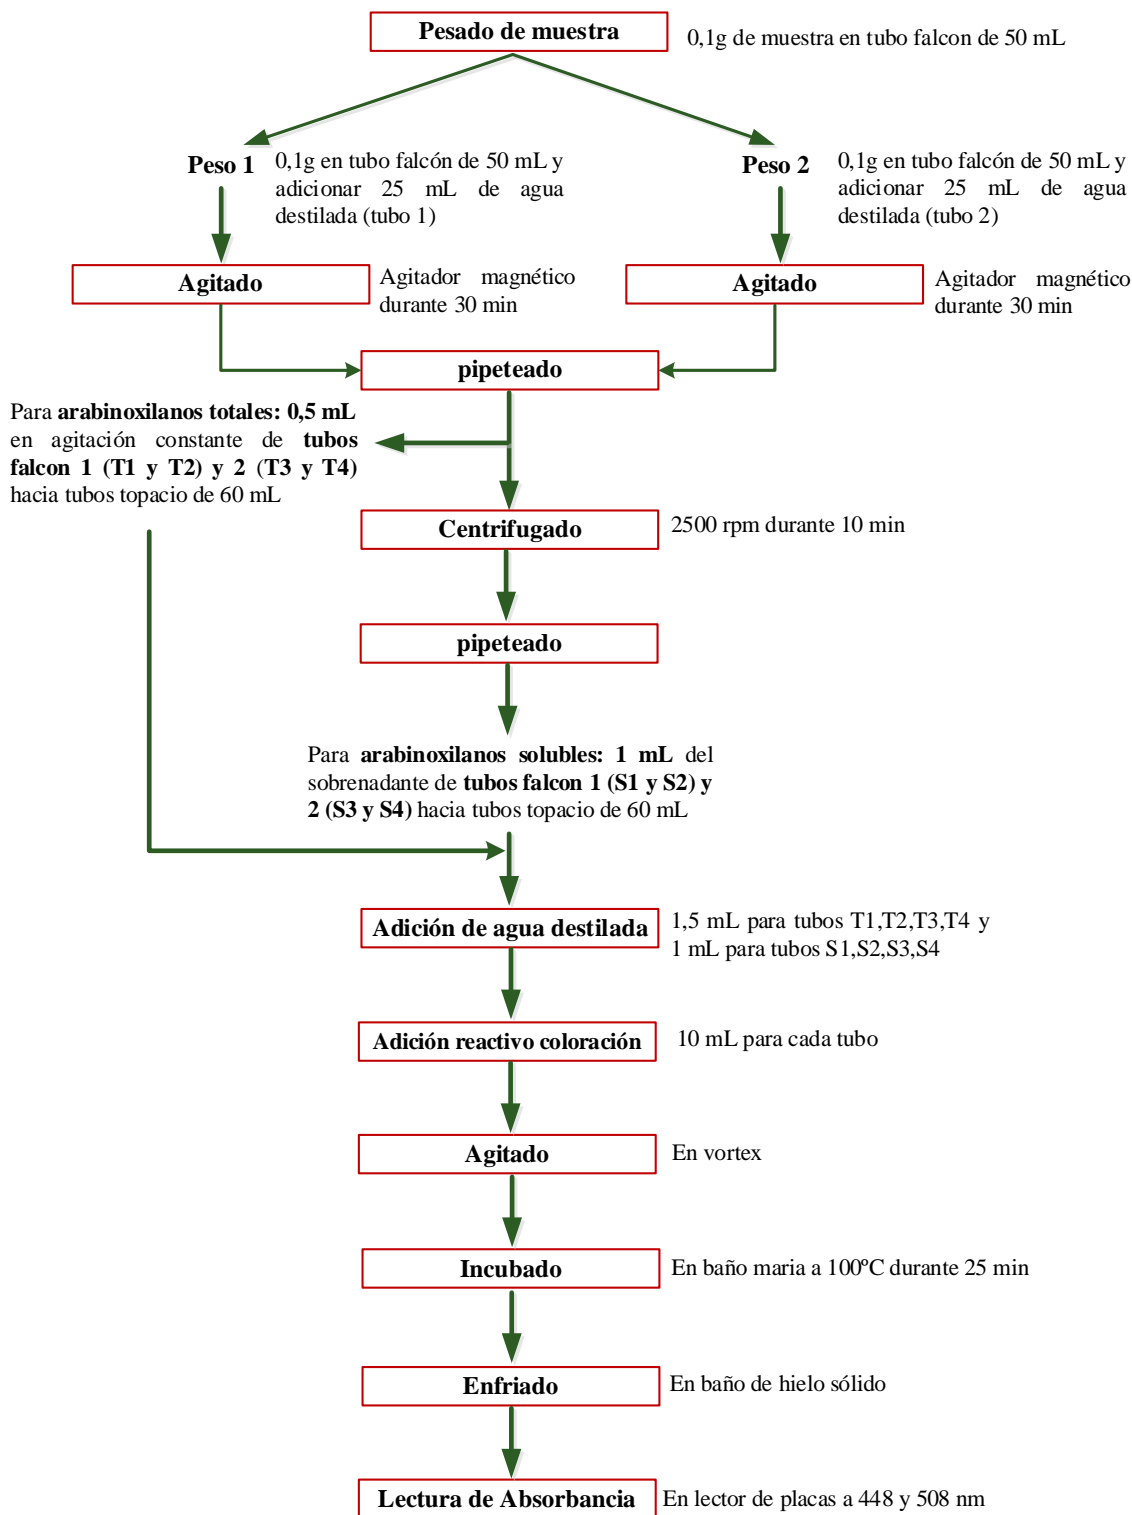 Pesado de muestra
0,1g de muestra en tubo falcon de 50 mL
Peso 1
0,1g en tubo falcón de 50 mL y
adicionar 25 mL de agua
destilada (tubo 1)
Peso 2
0,1g en tubo falcón de 50 mL y
adicionar 25 mL de agua
destilada (tubo 2)
Agitado
Agitador magnético
durante 30 min
Agitado
Agitador magnético
durante 30 min
pipeteado
Para arabinoxilanos totales: 0,5 mL
en agitación constante de tubos
falcon 1 (T1 y T2) y 2 (T3 y T4)
hacia tubos topacio de 60 mL
Centrifugado
2500 rpm durante 10 min
pipeteado
Para arabinoxilanos solubles: 1 mL del
sobrenadante de tubos falcon 1 (S1 y S2) y
2 (S3 y S4) hacia tubos topacio de 60 mL
Adición de agua destilada
1,5 mL para tubos T1,T2,T3,T4 y
1 mL para tubos S1,S2,S3,S4
Adición reactivo coloración
10 mL para cada tubo
Agitado
En vortex
Incubado
En baño maria a 100ºC durante 25 min
Enfriado
En baño de hielo sólido
Lectura de Absorbancia
En lector de placas a 448 y 508 nm